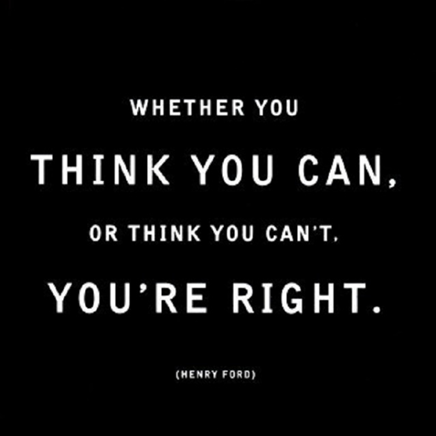 WHETHER YOU
THINK YOU CAN,
OR THINK YOU CAN'T,
YOU'RE RIGHT.
(HENRY FORD)